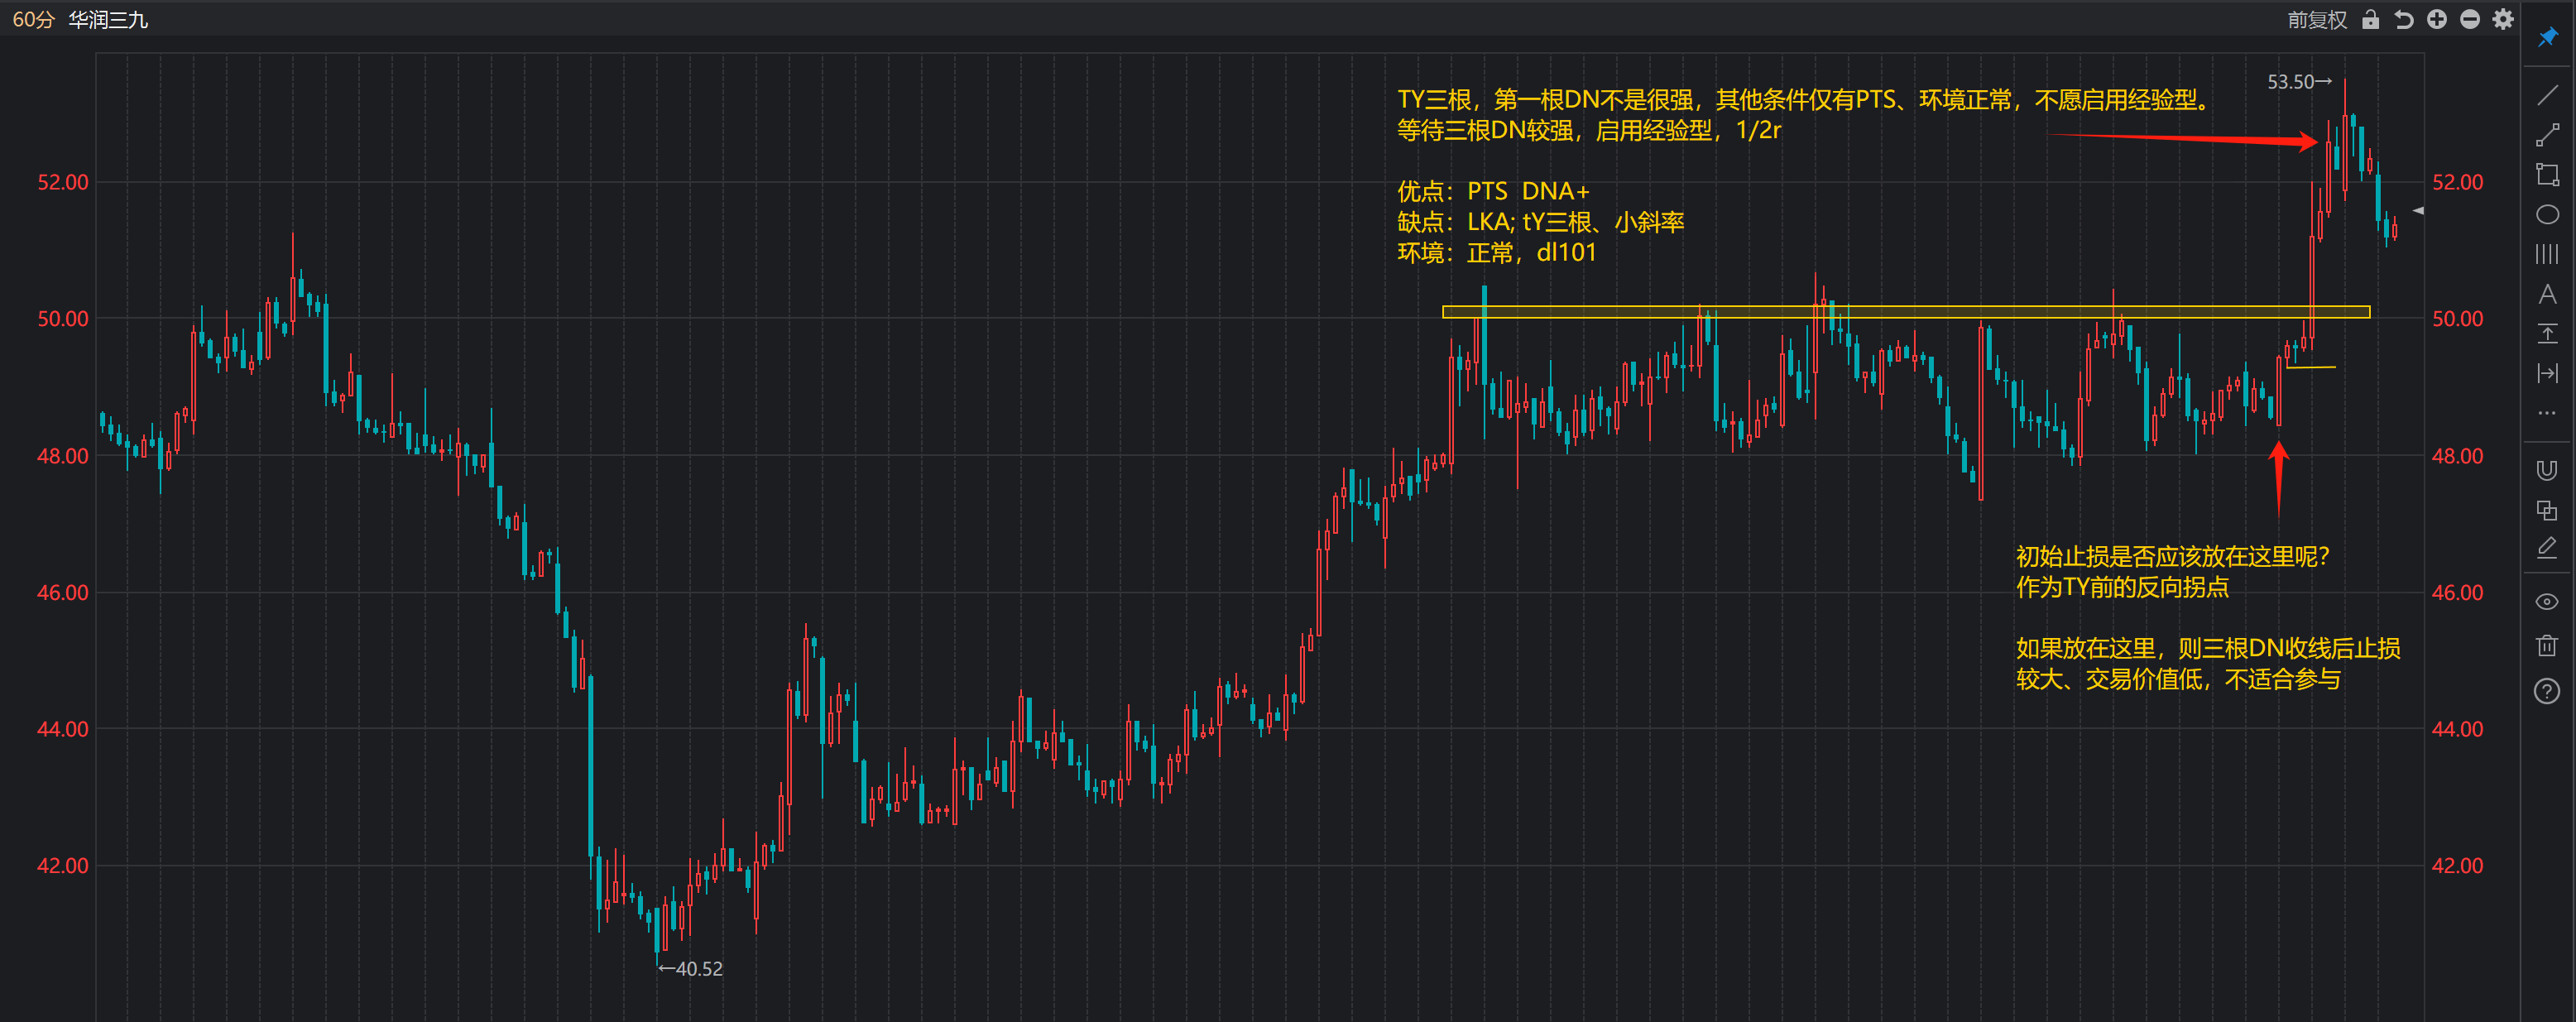 60分 华润三九
前复权
53.50→
TY三根，第一根DN不是很强，其他条件仅有PTS、环境正常，不愿启用经验型。
等待三根DN较强，启用经验型，1/2r
优点：PTS DNA+
缺点：LKA; tY三根、小斜率
环境：正常，dl101
52.00
52.00
50.00
50.00
48.00
48.00
46.00
46.00
44.00
44.00
42.00
42.00
初始止损是否应该放在这里呢？
作为TY前的反向拐点
如果放在这里，则三根DN收线后止损
较大、交易价值低，不适合参与
←40.52